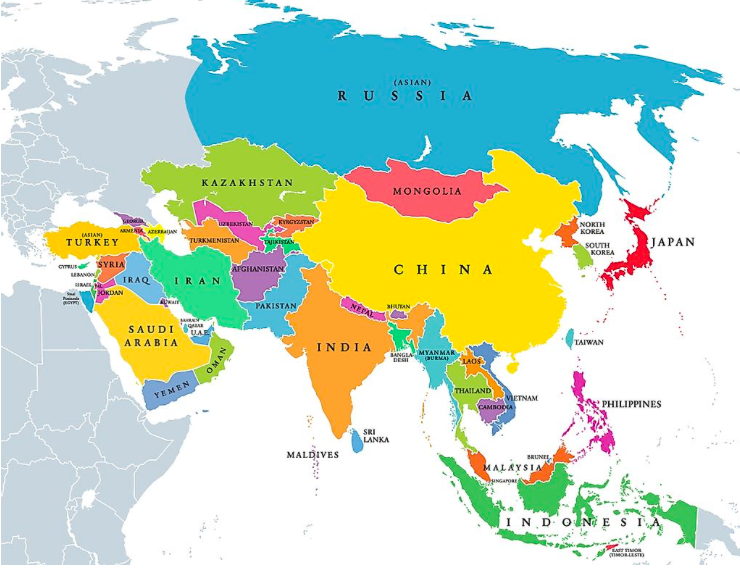 (ASIAN)
RUSSIA
KAZAKHSTAN
MONGOLIA
GEORGIA
UZBEKISTAN
KYRGYZSTAN
ARMENIA
AZERBAIJAN
(ASIAN)
TURKEY
TURKMENISTAN
TAJIKISTAN
NORTH
KOREA
SOUTH
KOREA
JAPAN
CYPRUS
SYRIA
LEBANON
ISRAEL
IRAQ
IRAN
AFGHANISTAN
CHINA
JORDAN
Sinai
Peninsula
(EGYPT)
KUWAIT
PAKISTAN
NEPAL
BHUTAN
SAUDI
ARABIA
BAHRAIN
QATAR
U.A.E.
OMAN
INDIA
BANGLA
DESH
MYANMAR
(BURMA)
LAOS
TAIWAN
YEMEN
THAILAND
VIETNAM
CAMBODIA
PHILIPPINES
SRI
LANKA
MALDIVES
BRUNEI
MALAYSIA
SINGAPORE
INDONESIA
EAST TIMOR
(TIMOR-LESTE)